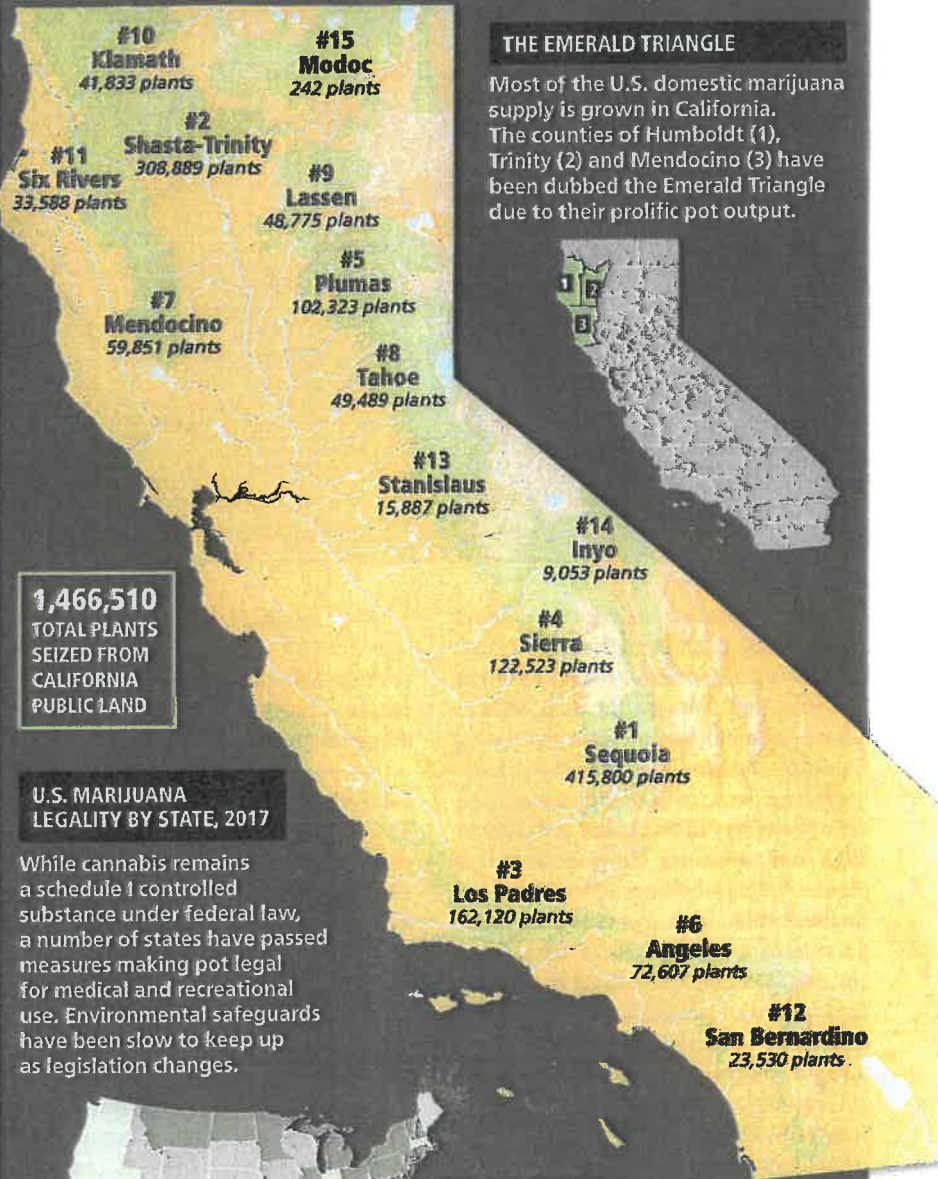 #10
Klamath
41,833 plants
#15
Modoc
242 plants
THE EMERALD TRIANGLE
Most of the U.S. domestic marijuana
supply is grown in California.
The counties of Humboldt (1),
Trinity (2) and Mendocino (3) have
been dubbed the Emerald Triangle
due to their prolific pot output.
1
2
3
#2
Shasta-Trinity
308,889 plants
#11
Six Rivers
33,588 plants
#9
Lassen
48,775 plants
#5
Plumas
102,323 plants
#7
Mendocino
59,851 plants
#8
Tahoe
49,489 plants
#13
Stanislaus
15,887 plants
#14
Inyo
9,053 plants
1,466,510
TOTAL PLANTS
SEIZED FROM
CALIFORNIA
PUBLIC LAND
#4
Sierra
122,523 plants
#1
Sequoia
415,800 plants
U.S. MARIJUANA
LEGALITY BY STATE, 2017
While cannabis remains
a schedule I controlled
substance under federal law,
a number of states have passed
measures making pot legal
for medical and recreational
use. Environmental safeguards
have been slow to keep up
as legislation changes.
#3
Los Padres
162,120 plants
#6
Angeles
72,607 plants
#12
San Bernardino
23,530 plants